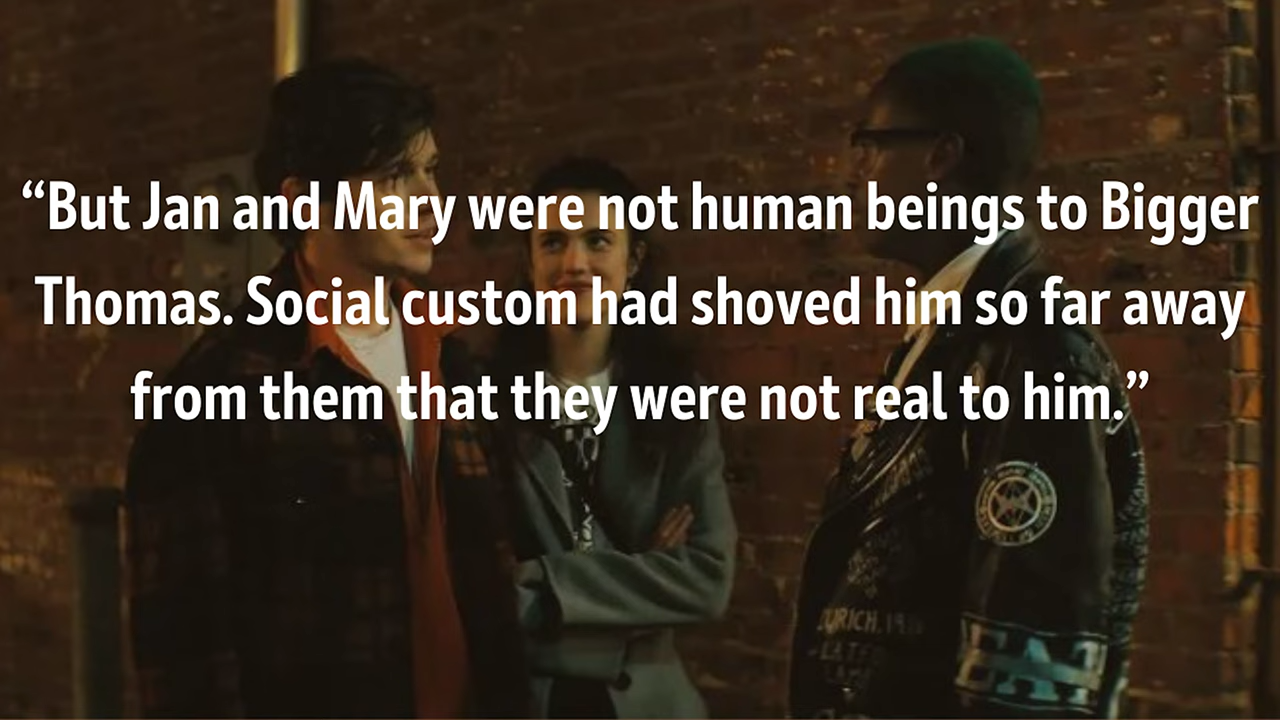 “But Jan and Mary were not human beings to Bigger
Thomas. Social custom had shoved him so far away
from them that they were not real to him.”